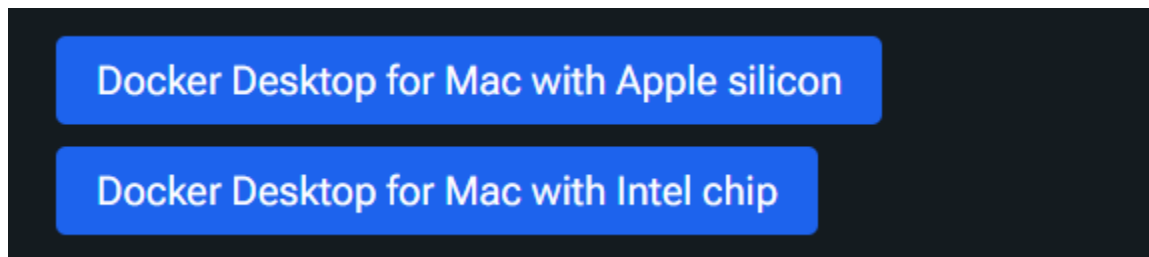 Docker Desktop for Mac with Apple silicon
Docker Desktop for Mac with Intel chip